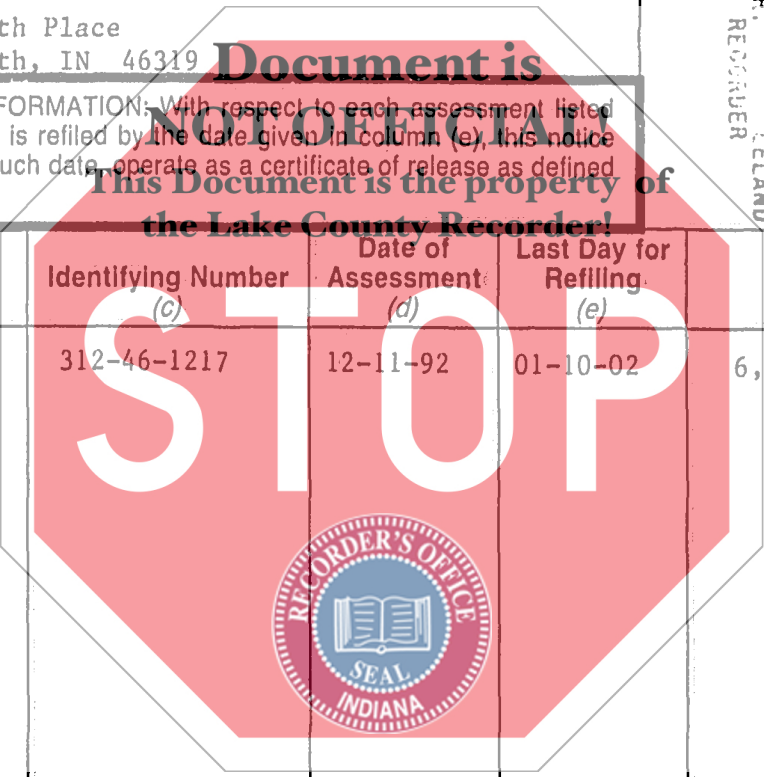 th Place
th, IN 46319
Document is
FORMATION: With respect to each assessment listed
NOT OFFICIAL!
is refiled by the date given in column (e), this notice
uch date, operate as a certificate of release as defined
This Document is the property of
the Lake County Recorder!
RECORDER
ELAND
Identifying Number
(c)
Date of
Assessment
(d)
Last Day for
Refiling
(e)
312-46-1217
12-11-92
01-10-02
6,
STOP
RECORDER'S OFFICE
SEAL
INDIANA